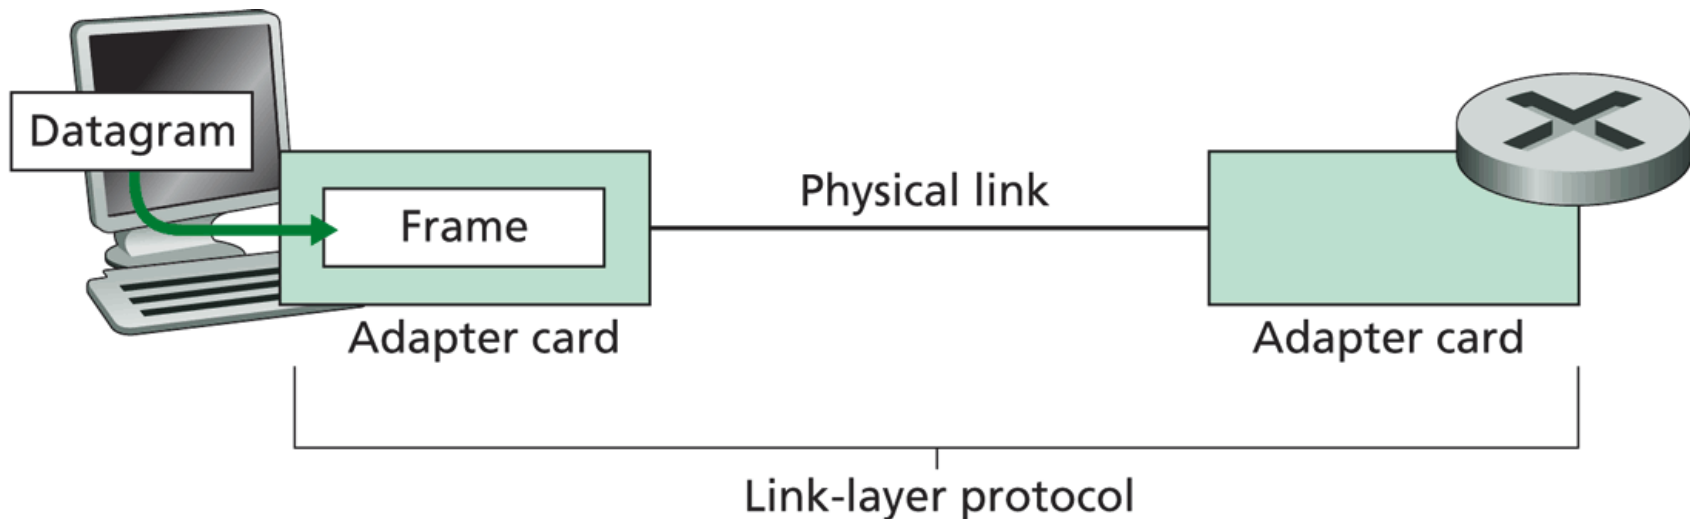 Datagram
Frame
Physical link
Adapter card
Adapter card
Link-layer protocol